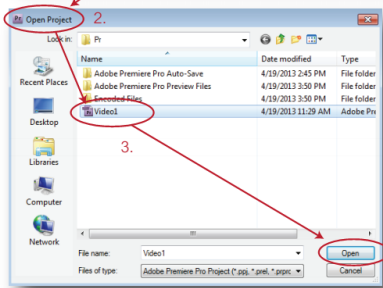 Open Project 2.
Look in: Pr
Name Date modified Type
Adobe Premiere Pro Auto-Save 4/19/2013 2:45 PM File folder
Adobe Premiere Pro Preview Files 4/19/2013 3:50 PM File folder
Encoded Files 4/19/2013 3:50 PM File folder
Video1 4/19/2013 11:29 AM Adobe Pre
Recent Places
Desktop
3.
Libraries
Computer
Network
File name: Video1 Open
Files of type: Adobe Premiere Pro Project (*.ppj, *.prel, *.prprc Cancel